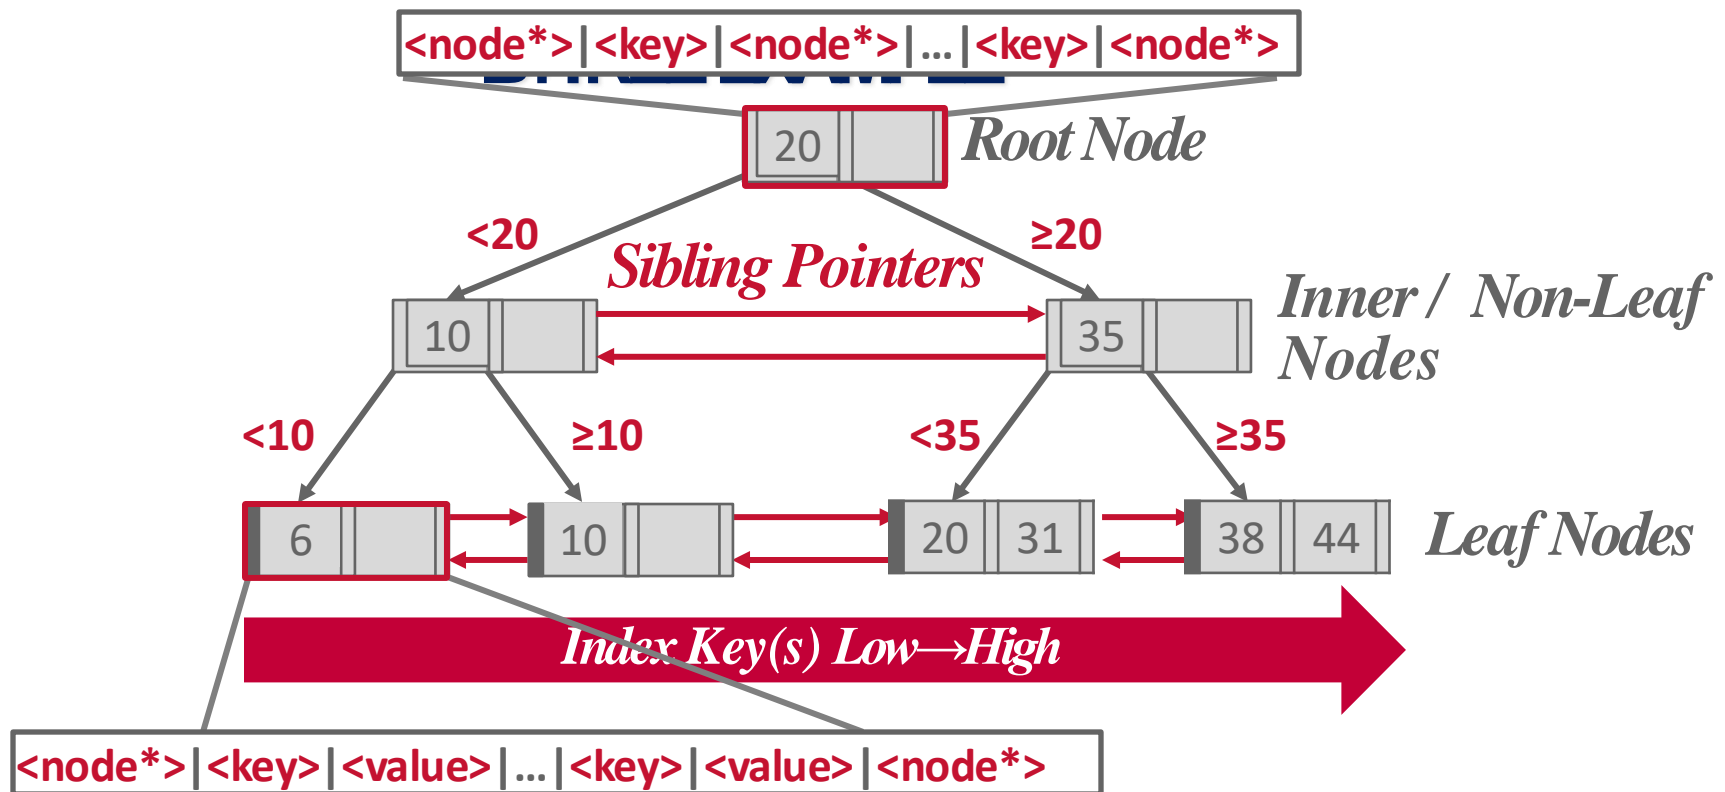 <node*>|<key>|<node*>|…|<key>|<node*>
20
Root Node
<20
≥20
Sibling Pointers
10
35
Inner / Non-Leaf
Nodes
<10
≥10
<35
≥35
6
10
20 31
38 44
Leaf Nodes
Index Key(s) Low→High
<node*>|<key>|<value>|…|<key>|<value>|<node*>